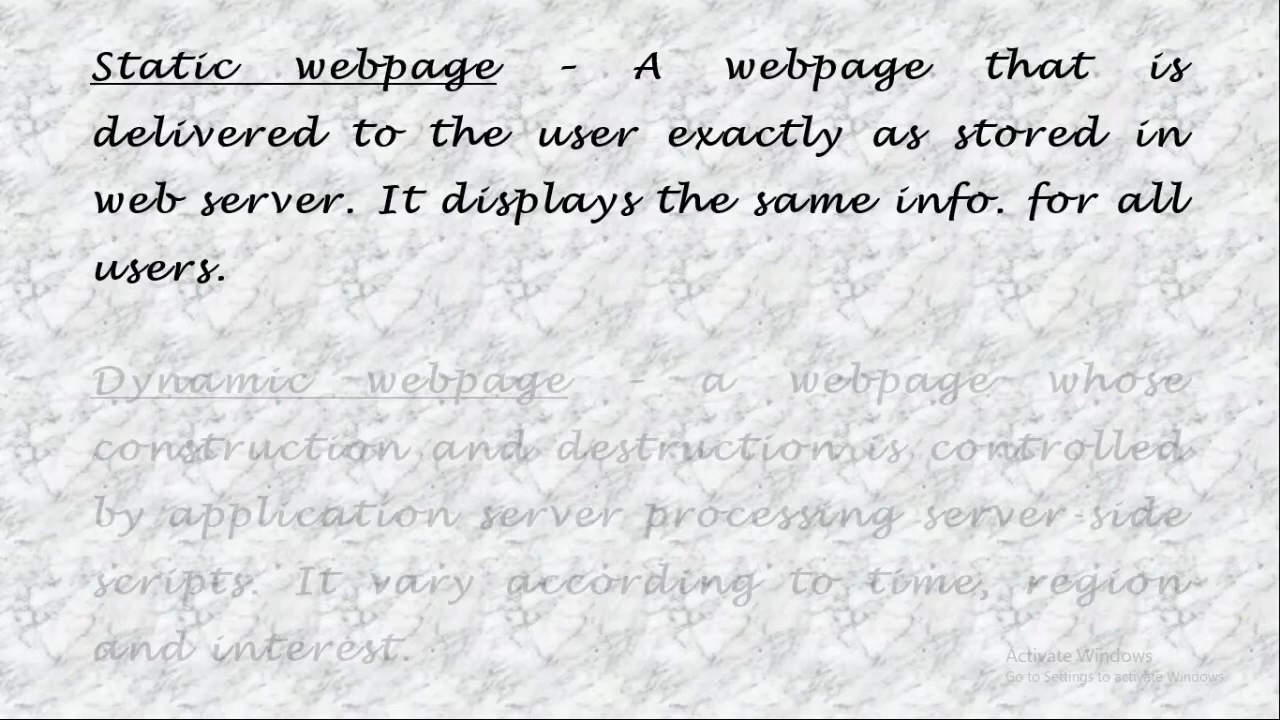 Static webpage – A webpage that is
delivered to the user exactly as stored in
web server. It displays the same info. for all
users.
Dynamic webpage – a webpage whose
construction and destruction is controlled
by application server processing server-side
scripts. It vary according to time, region
and interest.
Activate Windows
Go to Settings to activate Windows.